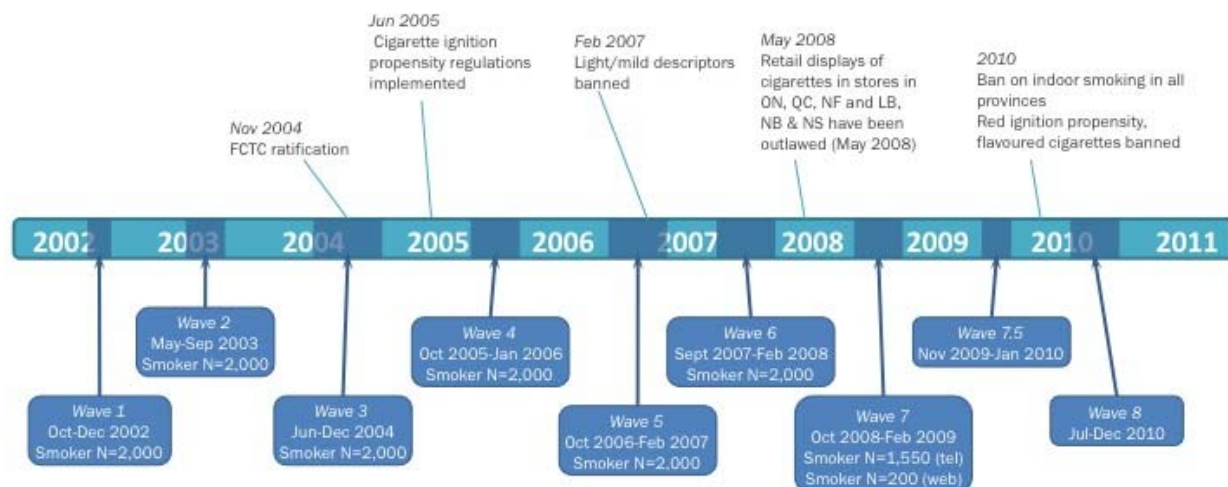 Jun 2005
Cigarette ignition
propensity regulations
implemented
Feb 2007
Light/mild descriptors
banned
May 2008
Retail displays of
cigarettes in stores in
ON, QC, NF and LB,
NB & NS have been
outlawed (May 2008)
2010
Ban on indoor smoking in all
provinces
Red ignition propensity,
flavoured cigarettes banned
Nov 2004
FCTC ratification
2002 2003 2004 2005 2006 2007 2008 2009 2010 2011
Wave 1
Oct-Dec 2002
Smoker N=2,000
Wave 2
May-Sep 2003
Smoker N=2,000
Wave 3
Jun-Dec 2004
Smoker N=2,000
Wave 4
Oct 2005-Jan 2006
Smoker N=2,000
Wave 5
Oct 2006-Feb 2007
Smoker N=2,000
Wave 6
Sept 2007-Feb 2008
Smoker N=2,000
Wave 7
Oct 2008-Feb 2009
Smoker N=1,550 (tel)
Smoker N=200 (web)
Wave 7.5
Nov 2009-Jan 2010
Wave 8
Jul-Dec 2010